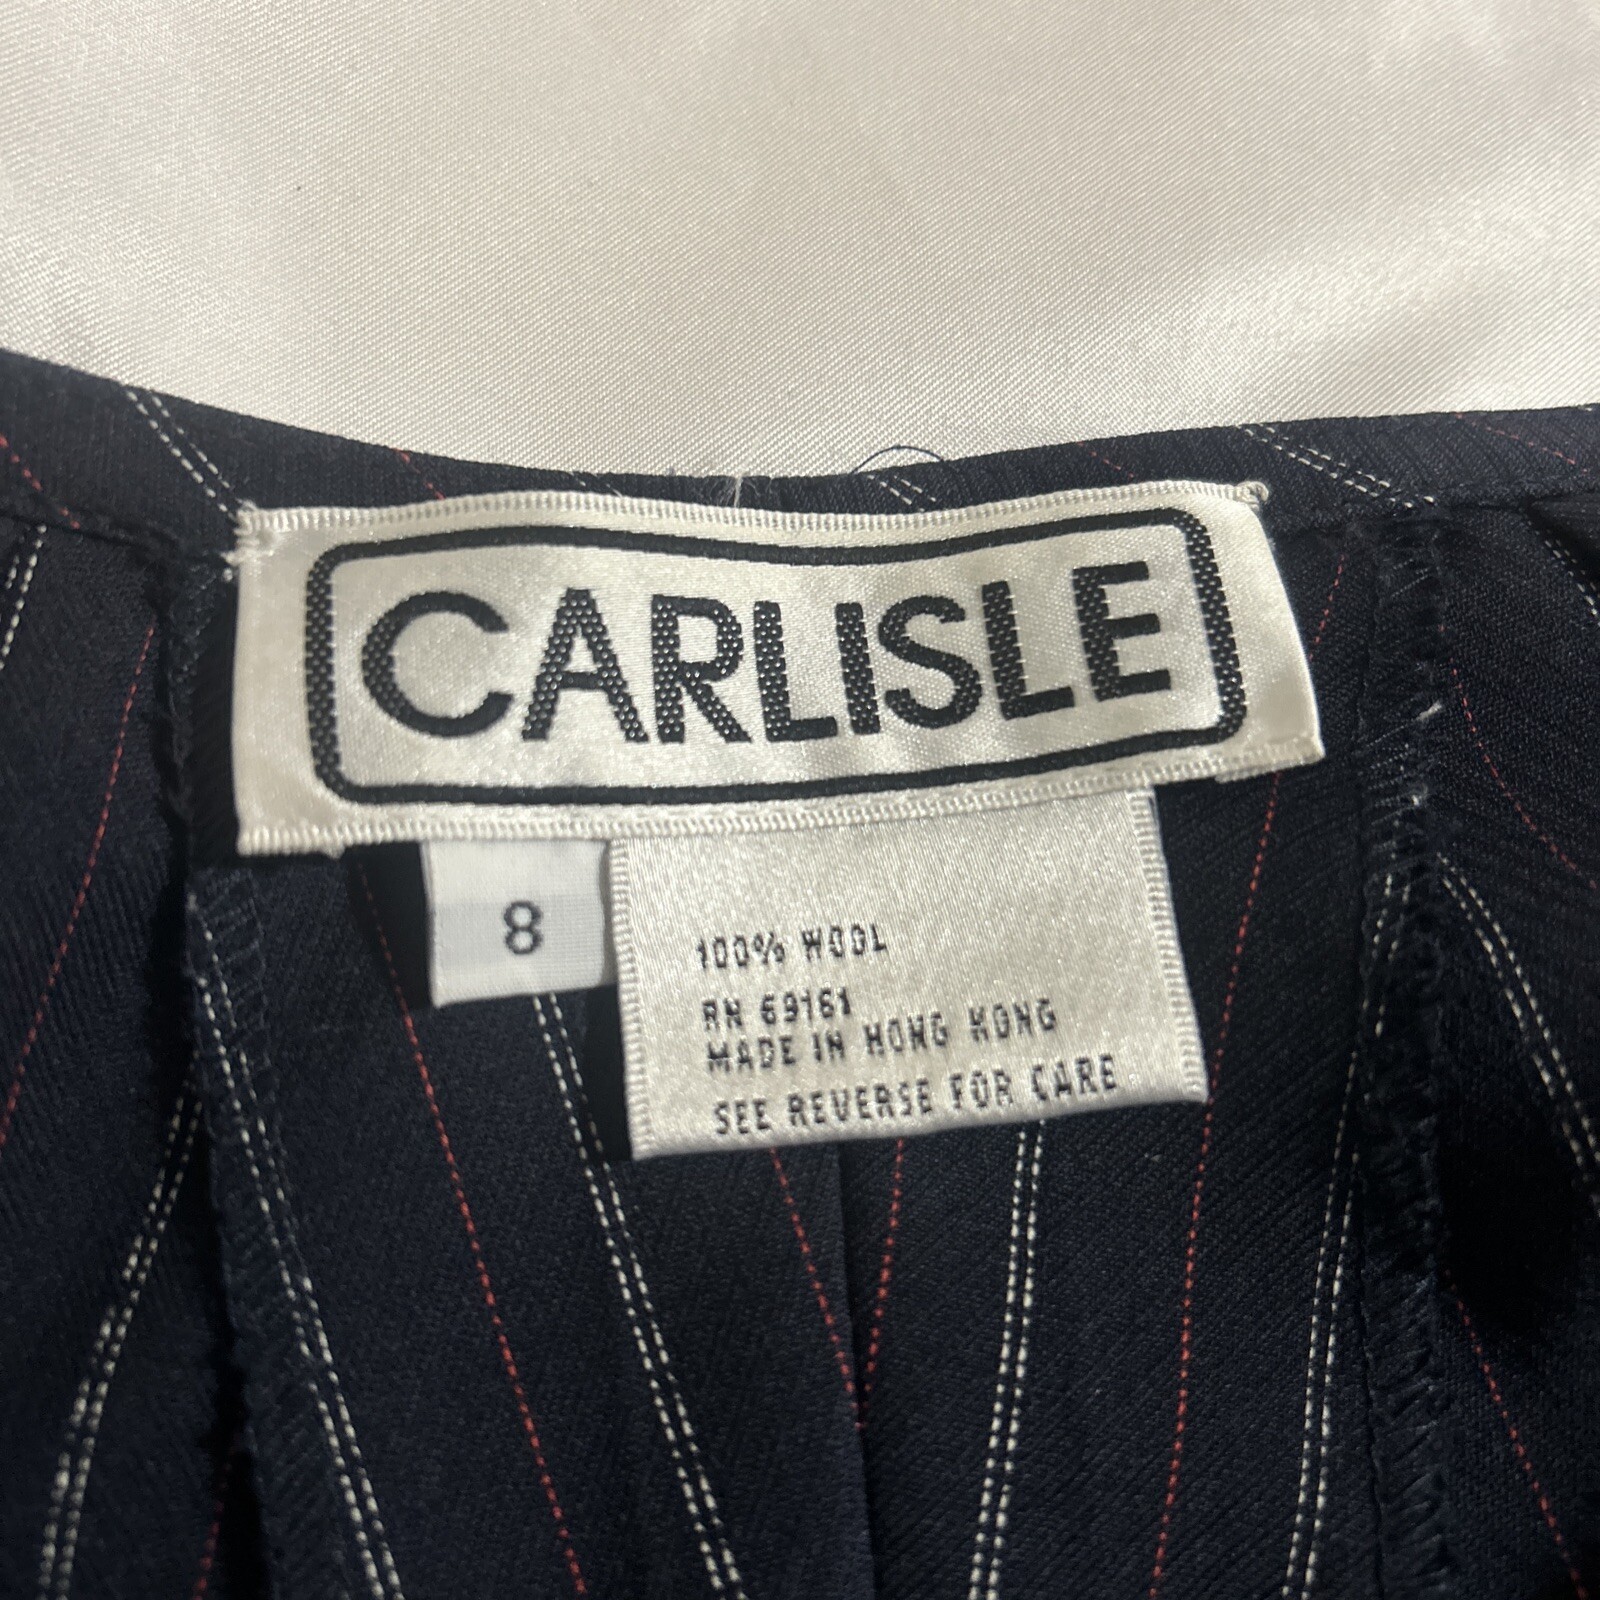 CARLISLE
8
100% WOOL
RN 69161
MADE IN HONG KONG
SEE REVERSE FOR CARE